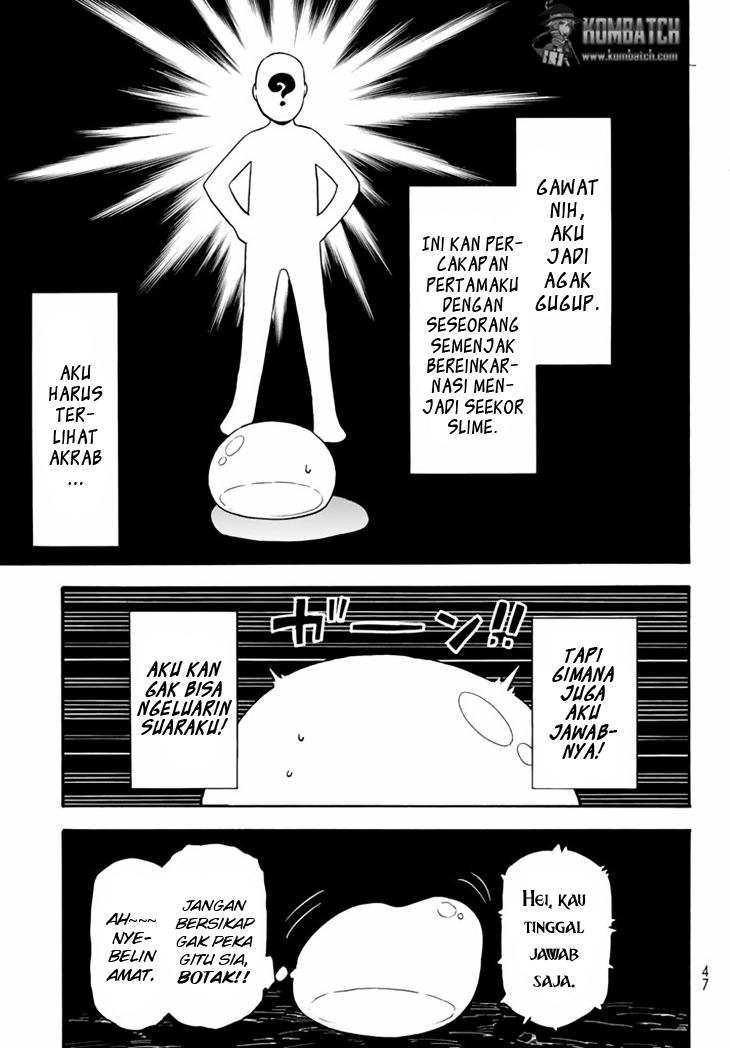 KOMBATCH
www.kombatch.com
?
GAWAT
NIH,
AKU
JADI
AGAK
GUGUP.
INI KAN PER-
CAKAPAN
PERTAMAKU
DENGAN
SESEORANG
SEMENJAK
BEREINKAR-
NASI MEN-
JADI SEEKOR
SLIME.
AKU
HARUS
TER-
LIHAT
AKRAB
...
ガーン!!
TAPI
GIMANA
JUGA
AKU
JAWAB-
NYA!
AKU KAN
GAK BISA
NGELUARIN
SUARAKU!
HEI, KAU
TINGGAL
JAWAB
SAJA.
JANGAN
BERSIKAP
GAK PEKA
GITU SIA,
BOTAK!!
AH~~~
NYE-
BELIN
AMAT.
47